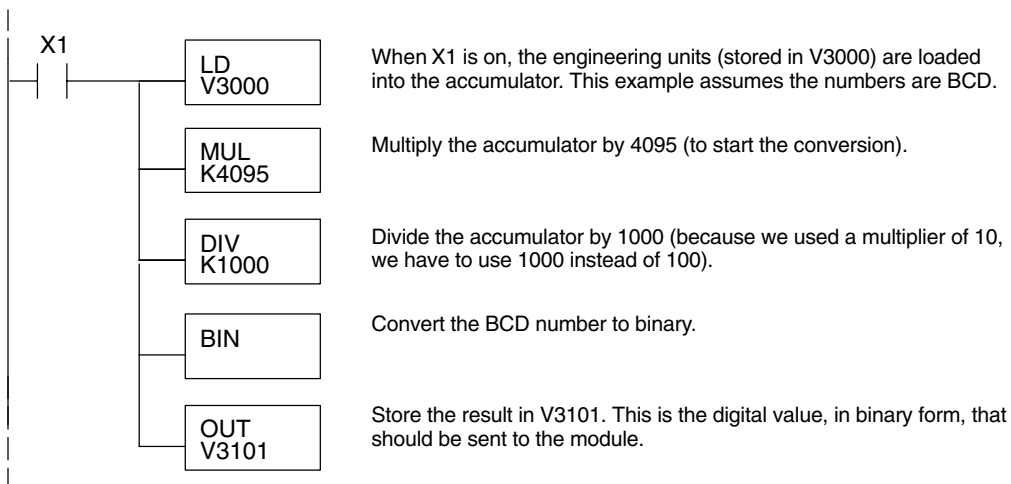 X1
LD
V3000
When X1 is on, the engineering units (stored in V3000) are loaded
into the accumulator. This example assumes the numbers are BCD.
MUL
K4095
Multiply the accumulator by 4095 (to start the conversion).
DIV
K1000
Divide the accumulator by 1000 (because we used a multiplier of 10,
we have to use 1000 instead of 100).
BIN
Convert the BCD number to binary.
OUT
V3101
Store the result in V3101. This is the digital value, in binary form, that
should be sent to the module.